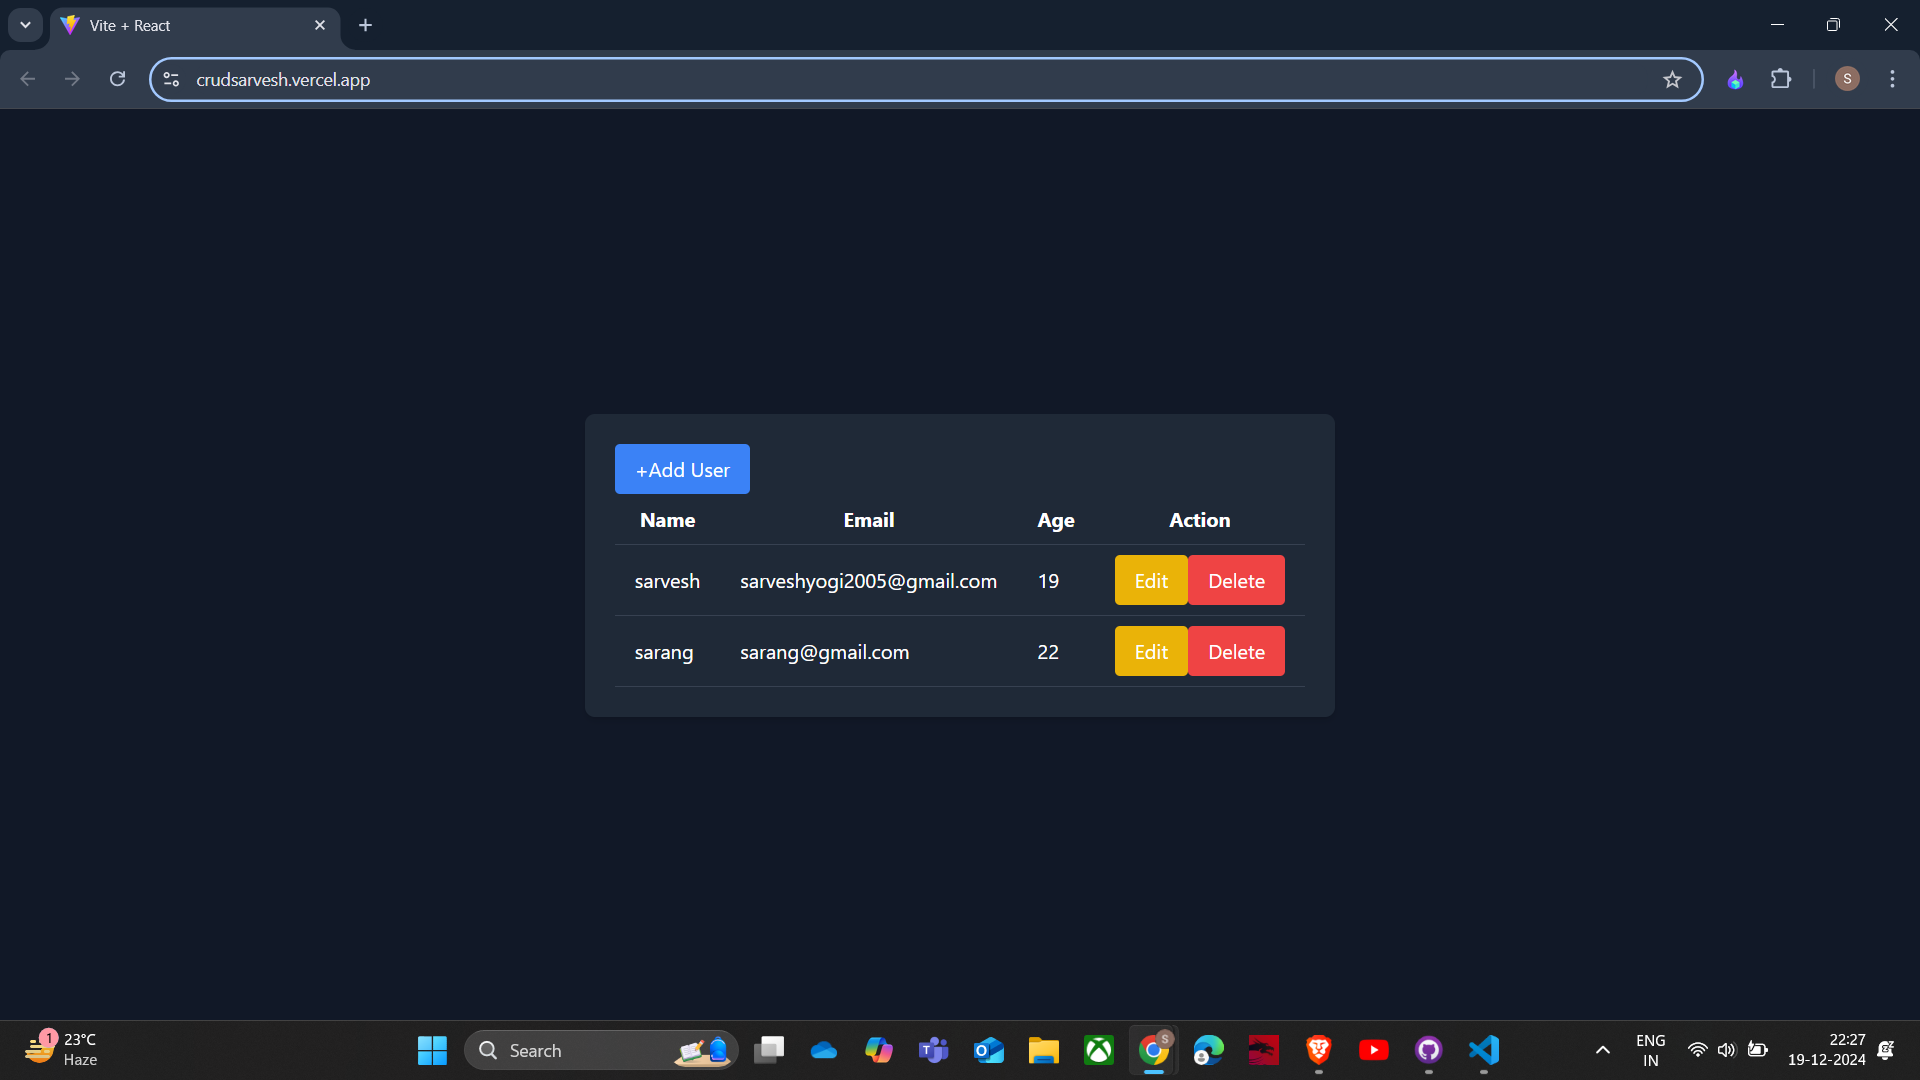 Vite + React
crudsarvesh.vercel.app
S
+Add User
Name Email Age Action
sarvesh sarveshyogi2005@gmail.com 19 Edit Delete
sarang sarang@gmail.com 22 Edit Delete
1
23°C
Haze
Search
S
ENG
IN
22:27
19-12-2024